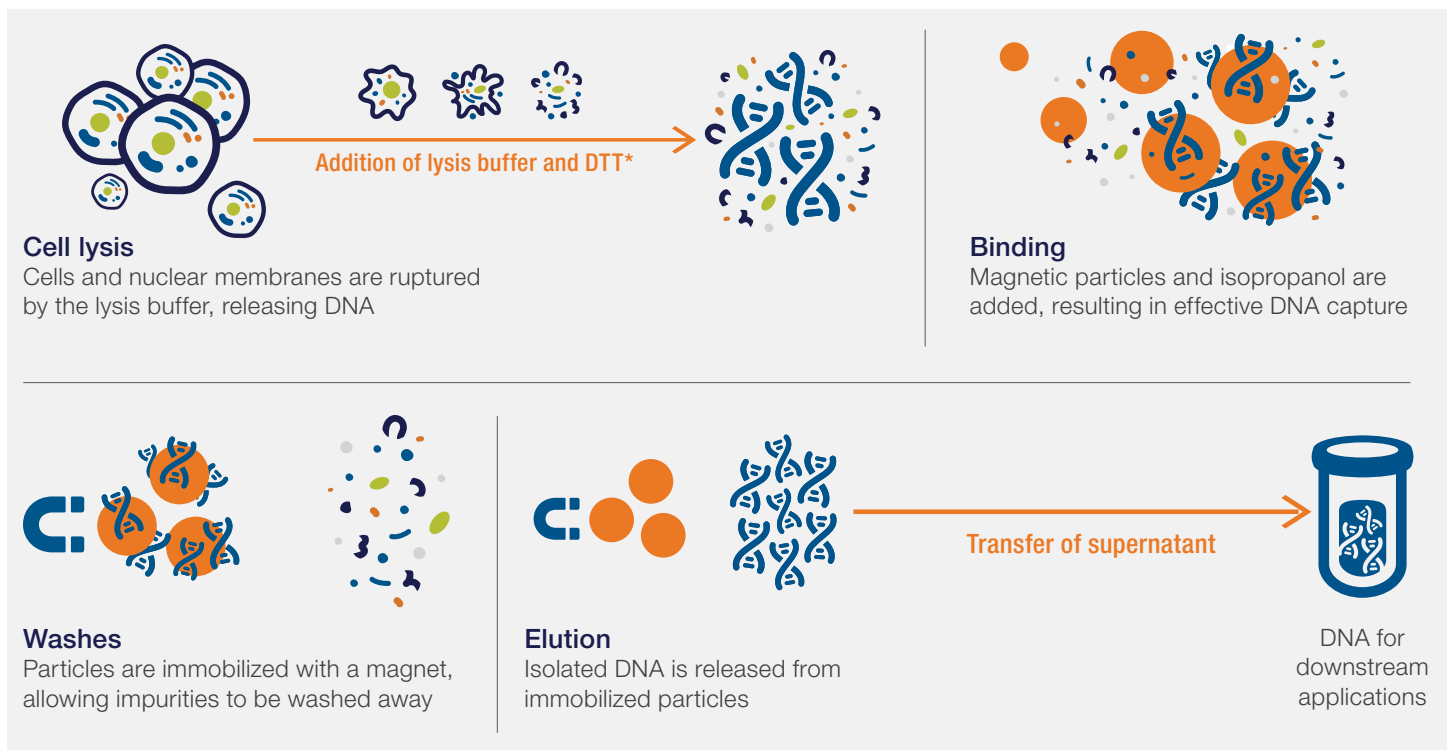 Addition of lysis buffer and DTT*
Cell lysis
Cells and nuclear membranes are ruptured
by the lysis buffer, releasing DNA
Binding
Magnetic particles and isopropanol are
added, resulting in effective DNA capture
Washes
Particles are immobilized with a magnet,
allowing impurities to be washed away
Elution
Isolated DNA is released from
immobilized particles
Transfer of supernatant
DNA for
downstream
applications